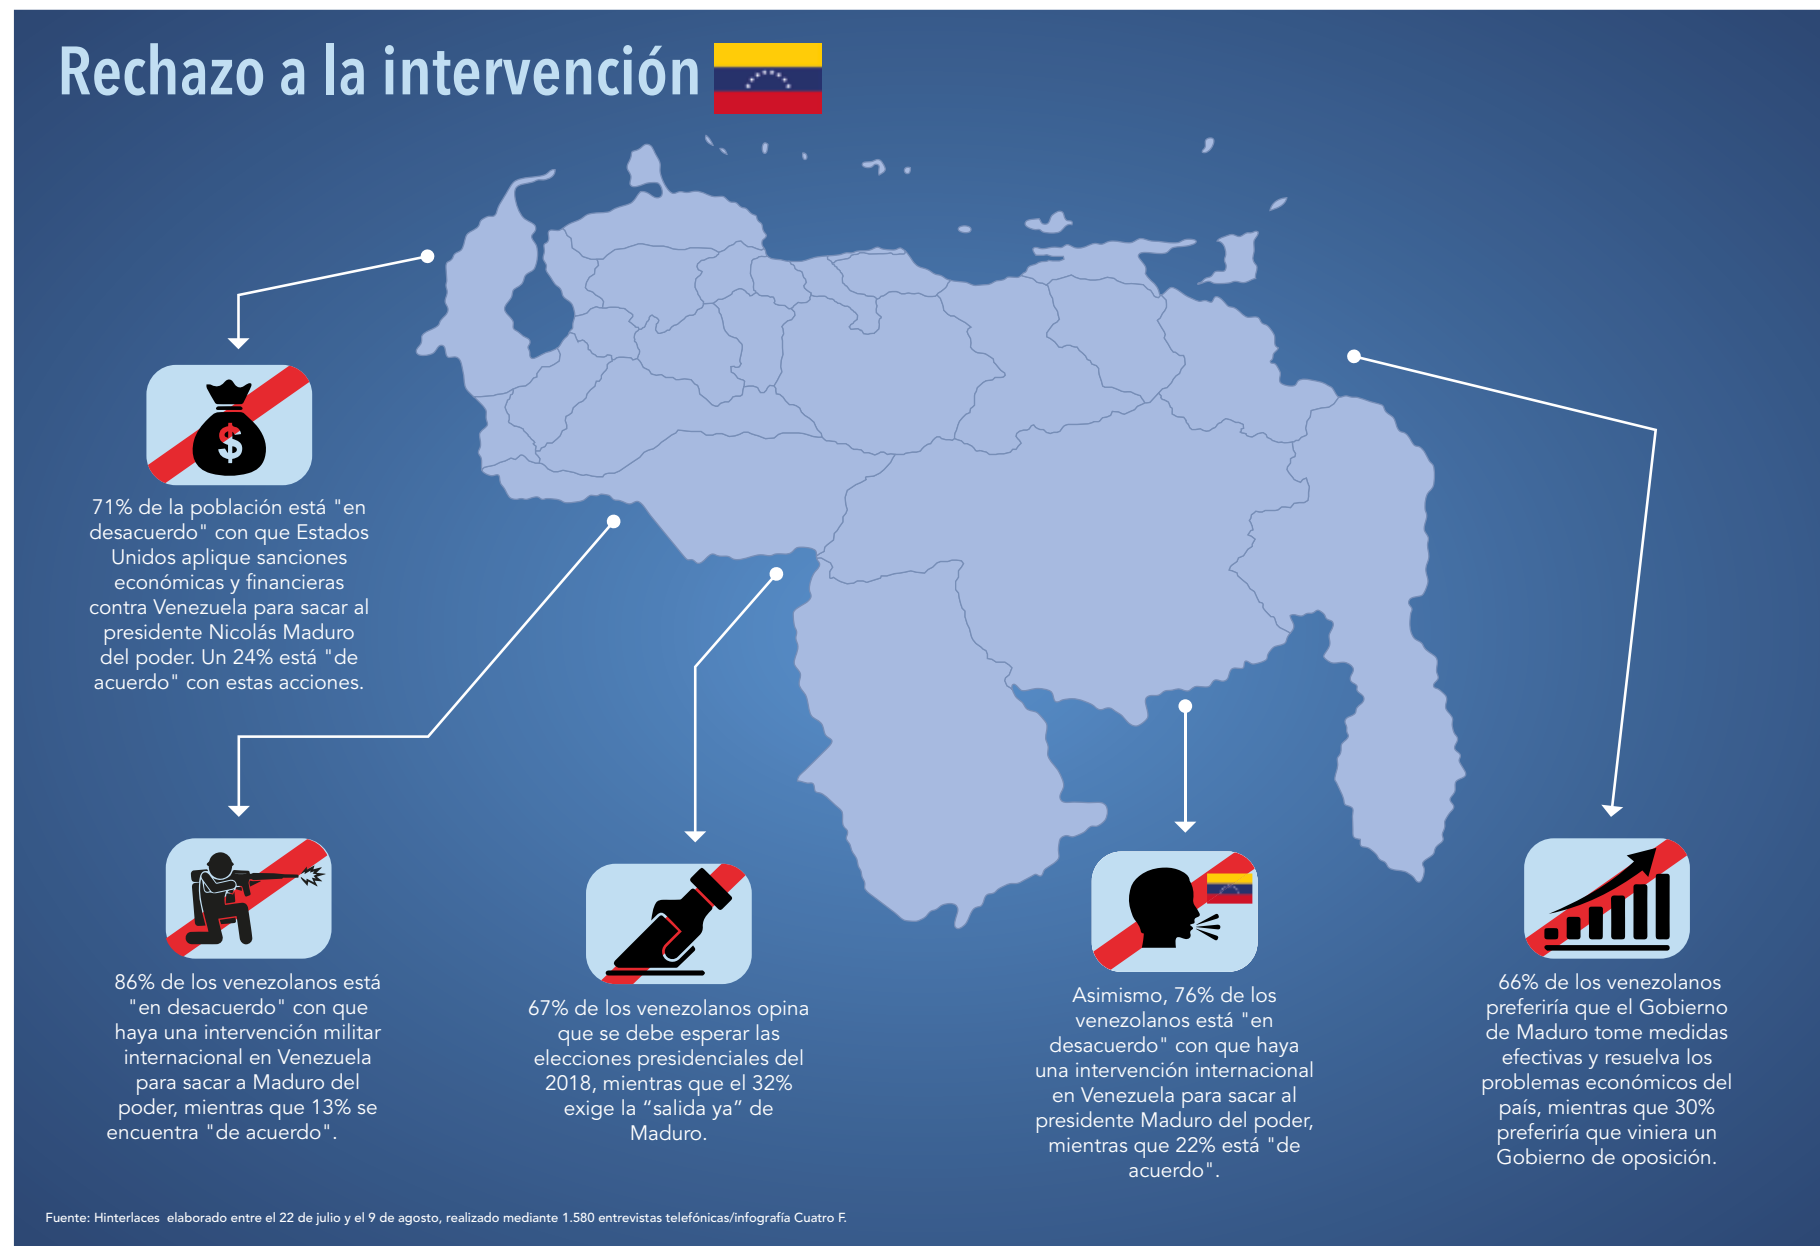 Rechazo a la intervención
71% de la población está "en
desacuerdo" con que Estados
Unidos aplique sanciones
económicas y financieras
contra Venezuela para sacar al
presidente Nicolás Maduro
del poder. Un 24% está "de
acuerdo" con estas acciones.
86% de los venezolanos está
"en desacuerdo" con que
haya una intervención militar
internacional en Venezuela
para sacar a Maduro del
poder, mientras que 13% se
encuentra "de acuerdo".
67% de los venezolanos opina
que se debe esperar las
elecciones presidenciales del
2018, mientras que el 32%
exige la “salida ya” de
Maduro.
Asimismo, 76% de los
venezolanos está "en
desacuerdo" con que haya
una intervención internacional
en Venezuela para sacar al
presidente Maduro del poder,
mientras que 22% está "de
acuerdo".
66% de los venezolanos
preferiría que el Gobierno
de Maduro tome medidas
efectivas y resuelva los
problemas económicos del
país, mientras que 30%
preferiría que viniera un
Gobierno de oposición.
Fuente: Hinterlaces elaborado entre el 22 de julio y el 9 de agosto, realizado mediante 1.580 entrevistas telefónicas/infografía Cuatro F.